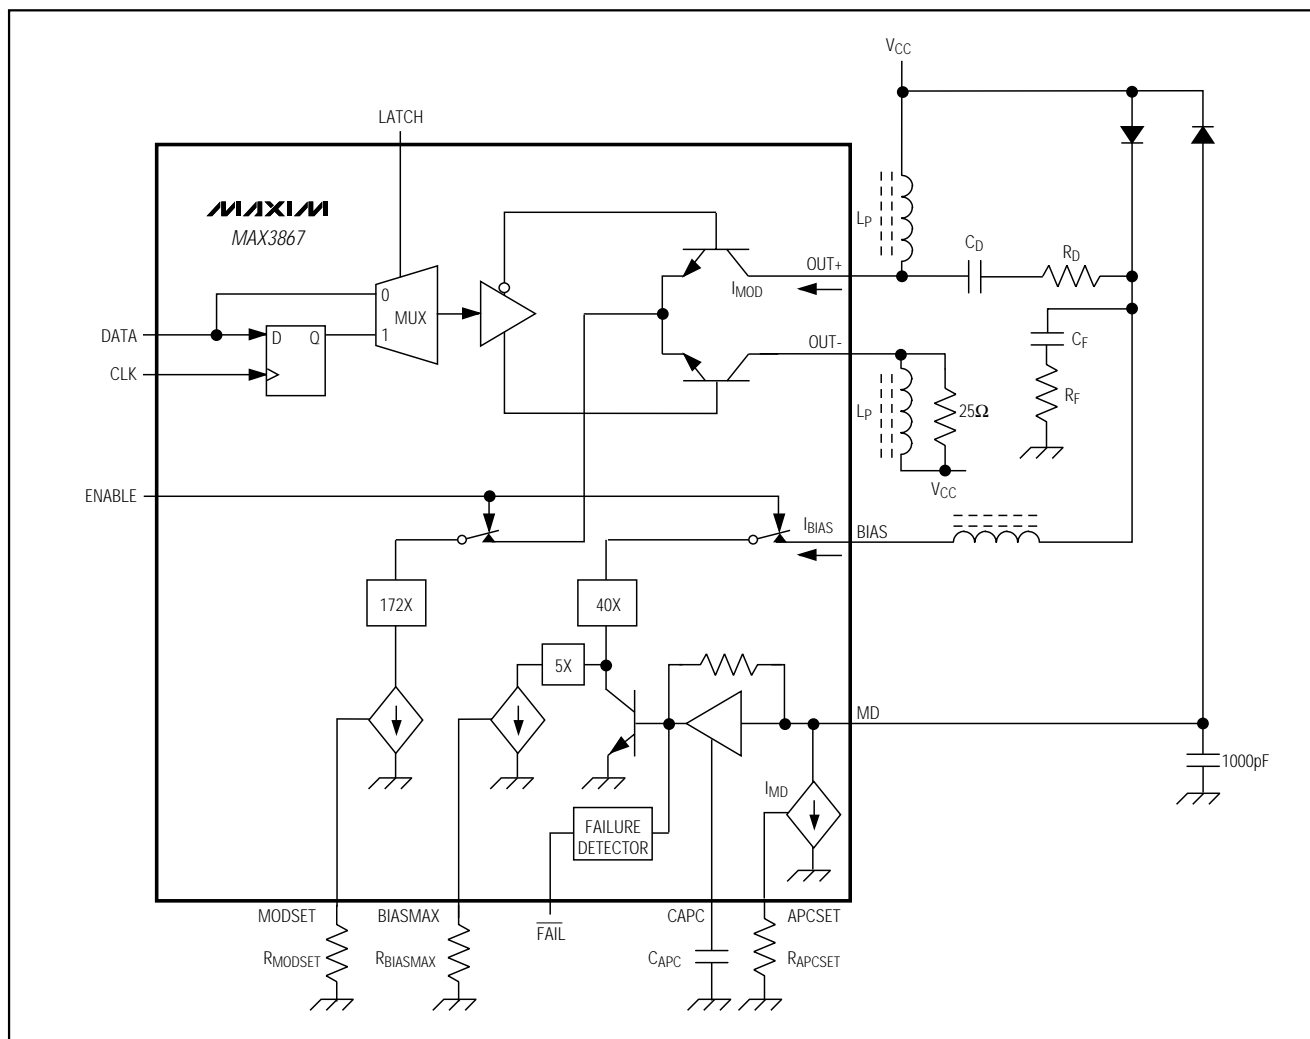 VCC
LATCH
MAXIM
MAX3867
LP
CD
RD
OUT+
IMOD
0
MUX
1
DATA
D
Q
CLK
OUT-
CF
RF
LP
25Ω
VCC
ENABLE
IBIAS
BIAS
172X
40X
5X
MD
1000pF
IMD
FAILURE
DETECTOR
MODSET
BIASMAX
FAIL
CAPC
APCSET
RMODSET
RBIASMAX
CAPC
RAPCSET